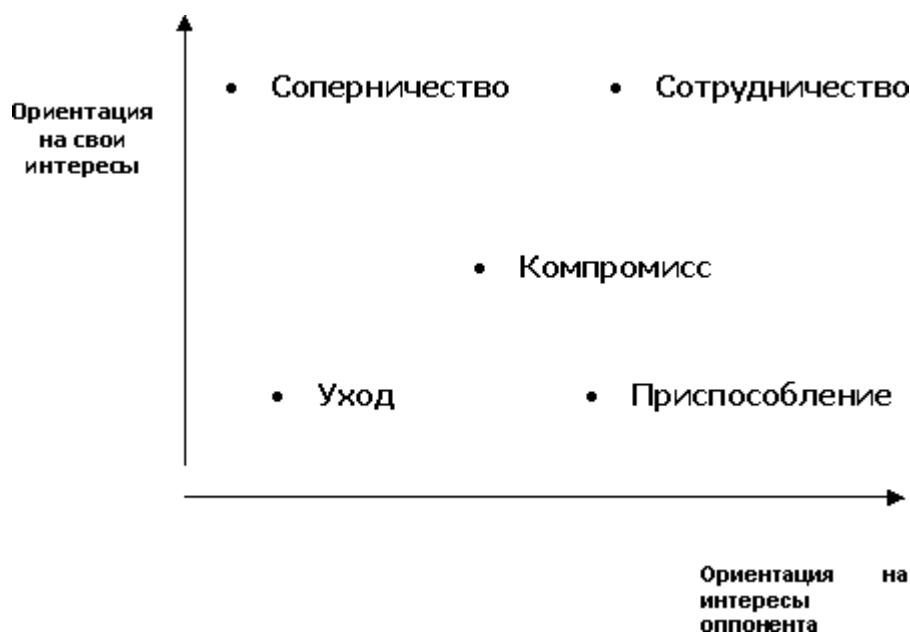 • Соперничество
• Сотрудничество
Ориентация
на свои
интересы
• Компромисс
• Уход
• Приспособление
Ориентация на
интересы
оппонента